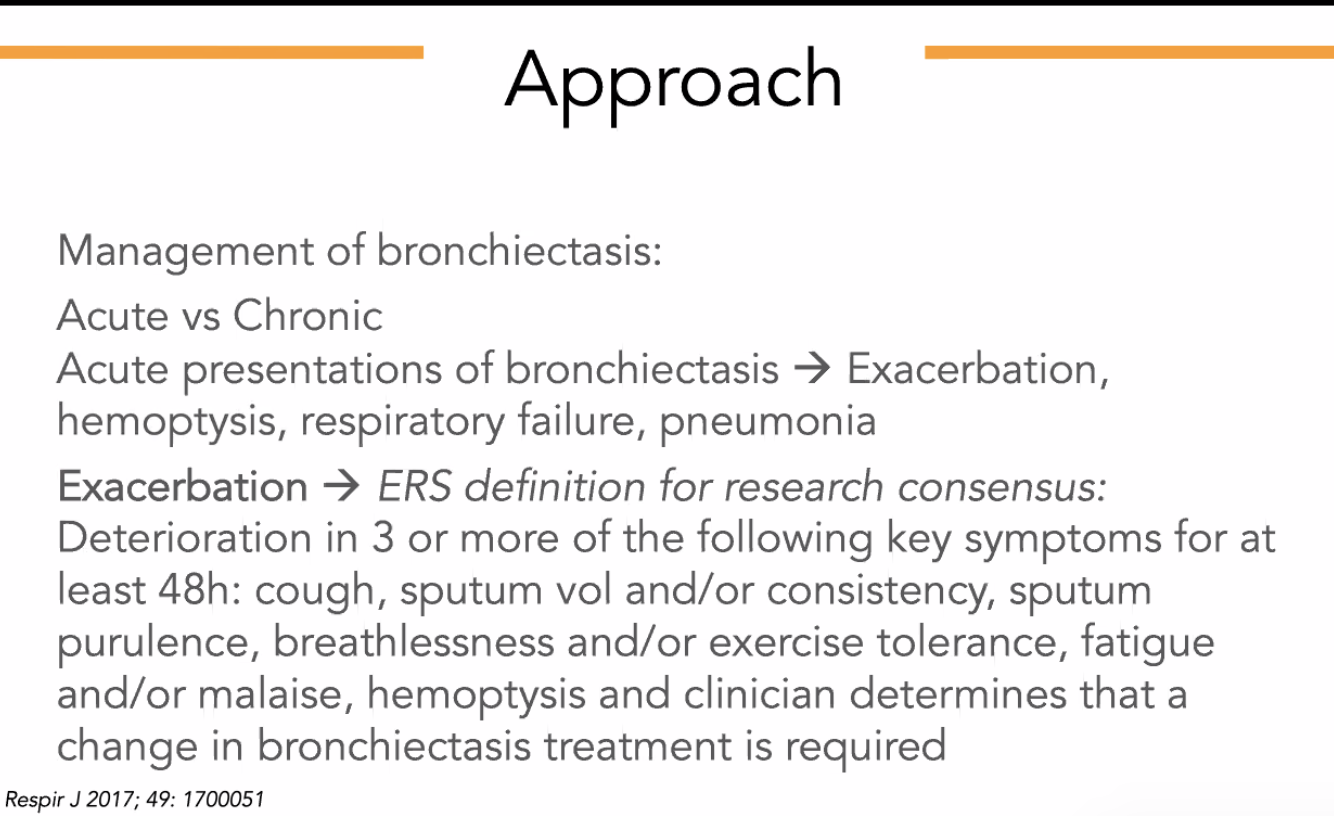 Approach
Management of bronchiectasis:
Acute vs Chronic
Acute presentations of bronchiectasis → Exacerbation,
hemoptysis, respiratory failure, pneumonia
Exacerbation → ERS definition for research consensus:
Deterioration in 3 or more of the following key symptoms for at
least 48h: cough, sputum vol and/or consistency, sputum
purulence, breathlessness and/or exercise tolerance, fatigue
and/or malaise, hemoptysis and clinician determines that a
change in bronchiectasis treatment is required
Respir J 2017; 49: 1700051